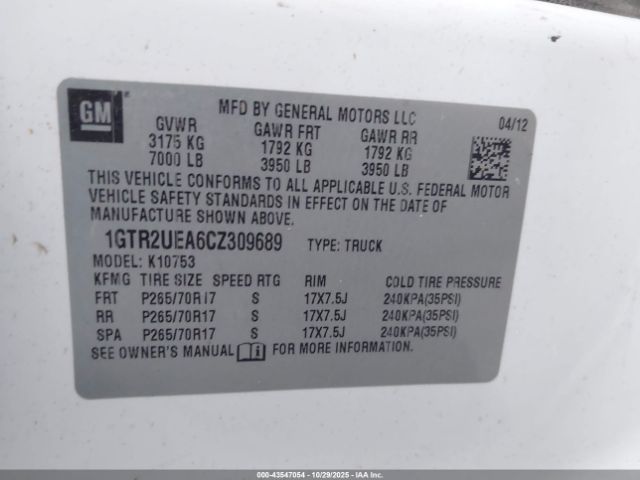 GM
MFD BY GENERAL MOTORS LLC
04/12
GVWR GAWR FRT GAWR RR
3175 KG 1792 KG 1792 KG
7000 LB 3950 LB 3950 LB
THIS VEHICLE CONFORMS TO ALL APPLICABLE U.S. FEDERAL MOTOR
VEHICLE SAFETY STANDARDS IN EFFECT ON THE DATE OF
MANUFACTURE SHOWN ABOVE.
1GTR2UEA6CZ309689 TYPE: TRUCK
MODEL: K10753
KFMG TIRE SIZE SPEED RTG RIM COLD TIRE PRESSURE
FRT P265/70R17 S 17X7.5J 240KPA(35PSI)
RR P265/70R17 S 17X7.5J 240KPA(35PSI)
SPA P265/70R17 S 17X7.5J 240KPA(35PSI)
SEE OWNER'S MANUAL i FOR MORE INFORMATION.
000-43547054 - 10/29/2025 - IAAI.COM